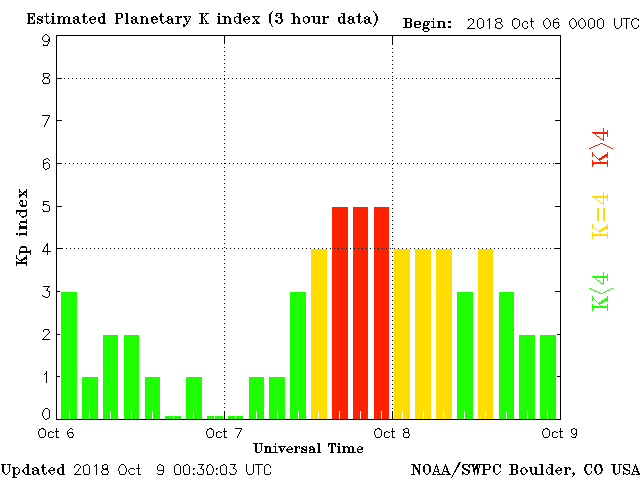 Estimated Planetary K index (3 hour data)
Begin: 2018 Oct 06 0000 UTC
9
8
7
6
5
4
3
2
1
0
Kp index
K>4
K=4
K<4
Oct 6
Oct 7
Oct 8
Oct 9
Universal Time
Updated 2018 Oct 9 00:30:03 UTC
NOAA/SWPC Boulder, CO USA